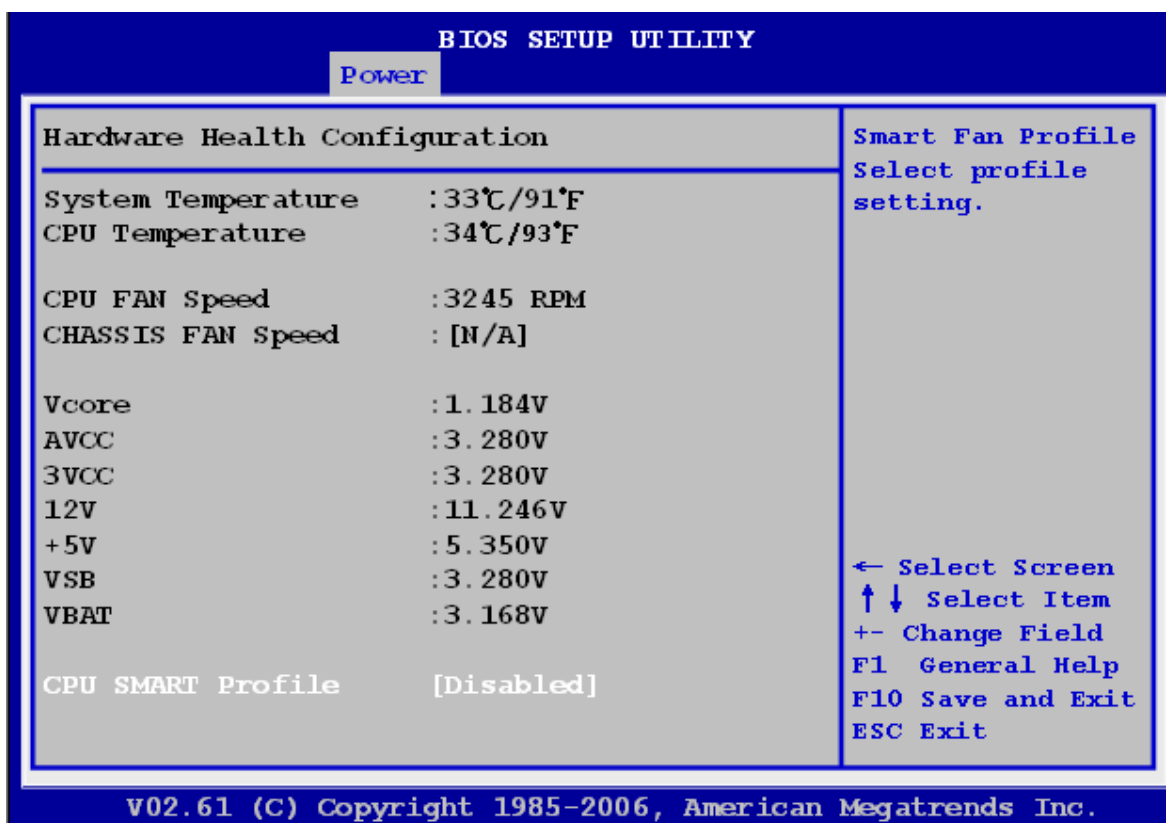 BIOS SETUP UTILITY
Power
Hardware Health Configuration
System Temperature :33℃/91℉
CPU Temperature :34℃/93℉
CPU FAN Speed :3245 RPM
CHASSIS FAN Speed :[N/A]
Vcore :1.184V
AVCC :3.280V
3VCC :3.280V
12V :11.246V
+5V :5.350V
VSB :3.280V
VBAT :3.168V
CPU SMART Profile [Disabled]
Smart Fan Profile
Select profile
setting.
← Select Screen
↑↓ Select Item
+- Change Field
F1 General Help
F10 Save and Exit
ESC Exit
V02.61 (C) Copyright 1985-2006, American Megatrends Inc.